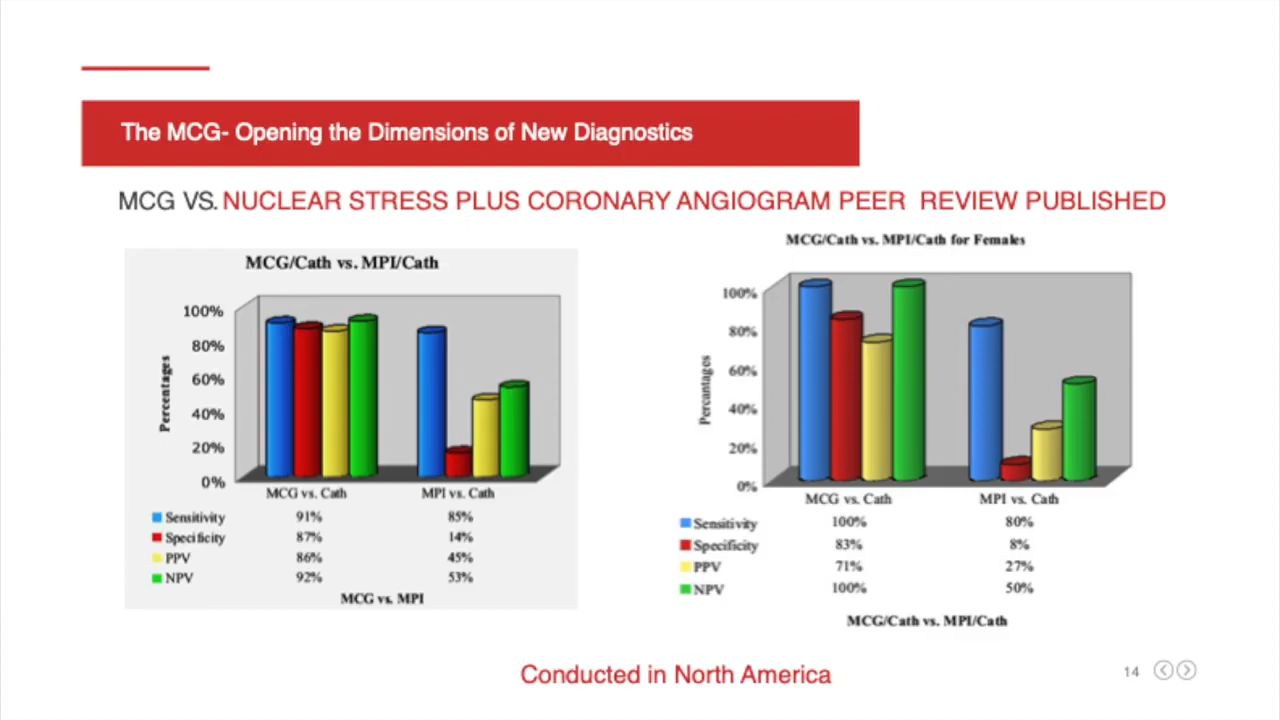 The MCG- Opening the Dimensions of New Diagnostics
MCG VS. NUCLEAR STRESS PLUS CORONARY ANGIOGRAM PEER REVIEW PUBLISHED
MCG/Cath vs. MPI/Cath
100%
80%
60%
40%
20%
0%
Percentages
MCG vs. Cath MPI vs. Cath
Sensitivity 91% 85%
Specificity 87% 14%
PPV 86% 45%
NPV 92% 53%
MCG vs. MPI
MCG/Cath vs. MPI/Cath for Females
100%
80%
60%
40%
20%
0%
Percantages
MCG vs. Cath MPI vs. Cath
Sensitivity 100% 80%
Specificity 83% 8%
PPV 71% 27%
NPV 100% 50%
MCG/Cath vs. MPI/Cath
Conducted in North America
14